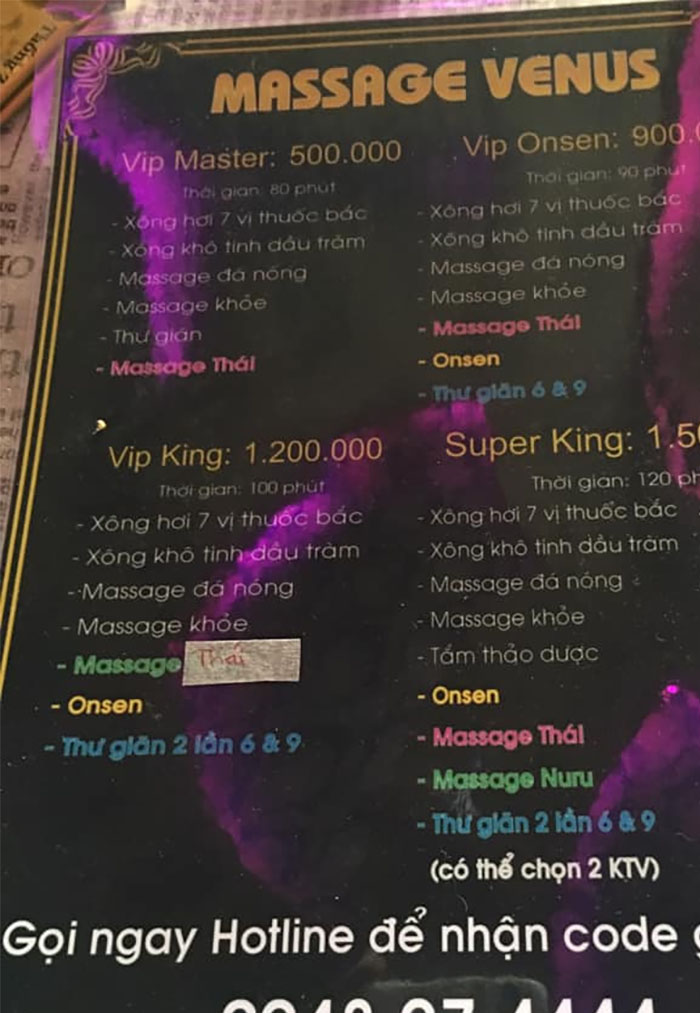 MASSAGE VENUS
Vip Master: 500.000
Thời gian: 80 phút
- Xông hơi 7 vị thuốc bắc
- Xông khô tinh dầu tràm
- Massage đá nóng
- Massage khỏe
- Thư giãn
- Massage Thái
Vip Onsen: 900.
Thời gian: 90 phút
- Xông hơi 7 vị thuốc bắc
- Xông khô tinh dầu tràm
- Massage đá nóng
- Massage khỏe
- Massage Thái
- Onsen
- Thư giãn 6 & 9
Vip King: 1.200.000
Thời gian: 100 phút
- Xông hơi 7 vị thuốc bắc
- Xông khô tinh dầu tràm
- Massage đá nóng
- Massage khỏe
- Massage Thái
- Onsen
- Thư giãn 2 lần 6 & 9
Super King: 1.5
Thời gian: 120 ph
- Xông hơi 7 vị thuốc bắc
- Xông khô tinh dầu tràm
- Massage đá nóng
- Massage khỏe
- Tắm thảo dược
- Onsen
- Massage Thái
- Massage Nuru
- Thư giãn 2 lần 6 & 9
(có thể chọn 2 KTV)
Gọi ngay Hotline để nhận code